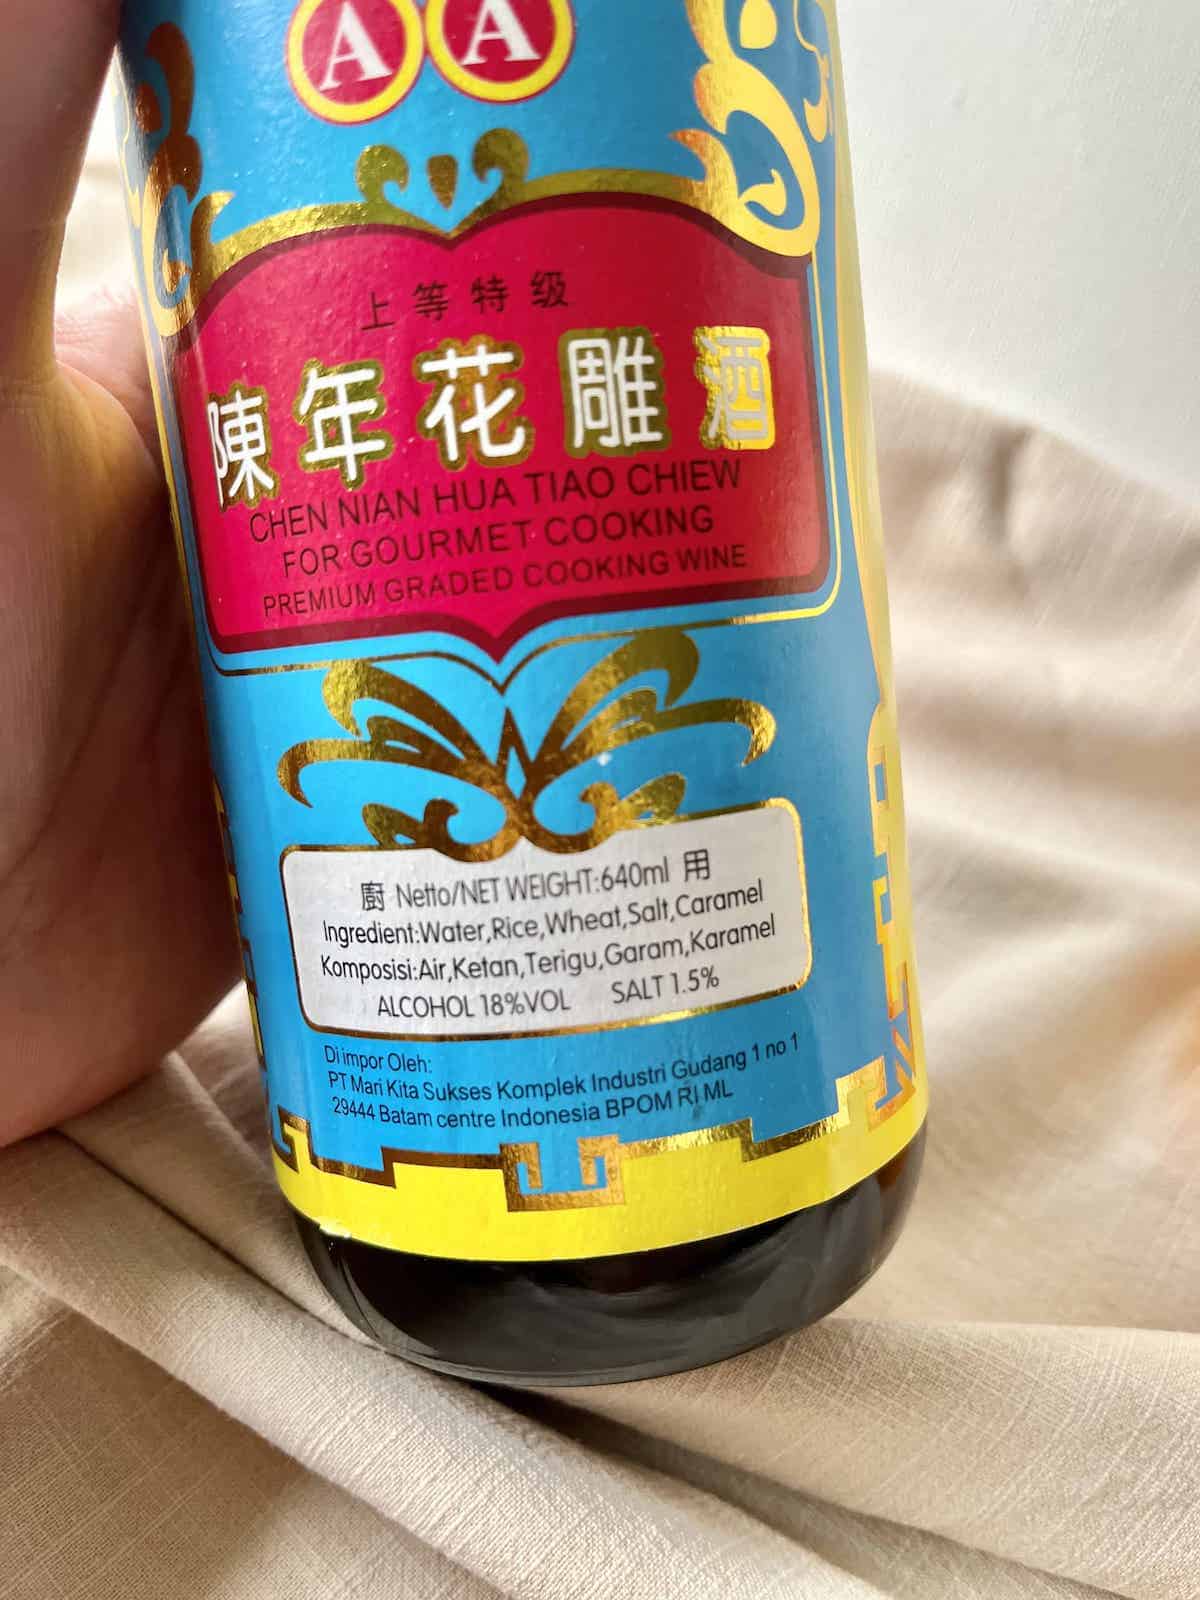 A A
上等特级
陳年花雕酒
CHEN NIAN HUA TIAO CHIEW
FOR GOURMET COOKING
PREMIUM GRADED COOKING WINE
廚 Netto/NET WEIGHT:640ml 用
Ingredient:Water,Rice,Wheat,Salt,Caramel
Komposisi:Air,Ketan,Terigu,Garam,Karamel
ALCOHOL 18%VOL SALT 1.5%
Di impor Oleh:
PT Mari Kita Sukses Komplek Industri Gudang 1 no 1
29444 Batam centre Indonesia BPOM RI ML